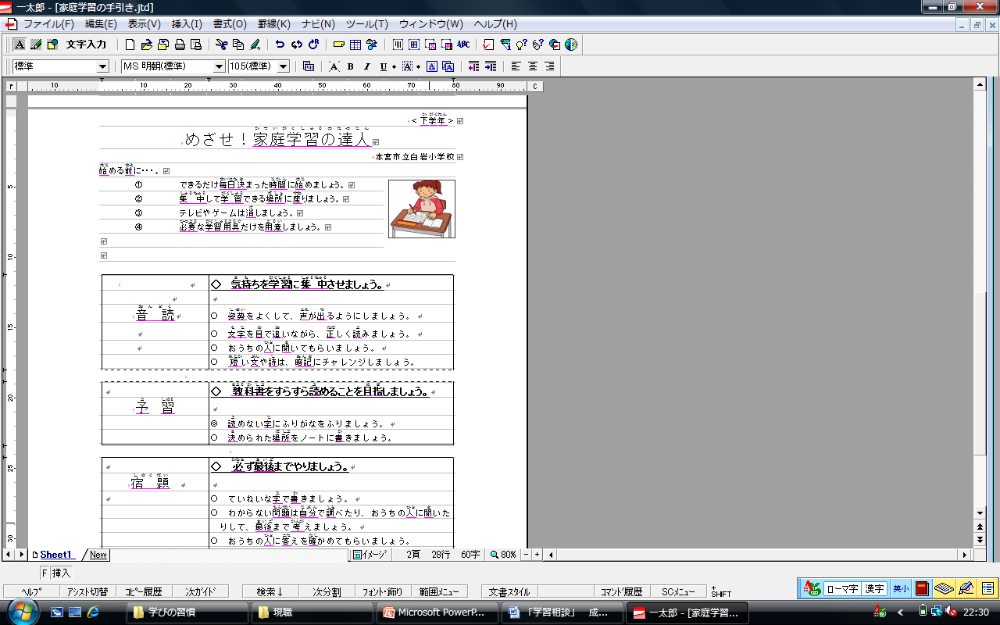 一太郎 - [家庭学習の手引き.jtd]
ファイル(F) 編集(E) 表示(V) 挿入(I) 書式(O) 罫線(K) ナビ(N) ツール(T) ウィンドウ(W) ヘルプ(H)
文字入力
標準 MS 明朝(標準) 10.5(標準)
10 10 20 30 40 50 60 70 80 90
<下学年>
めざせ！家庭学習の達人
本宮市立白岩小学校
始める前に･･･。
① できるだけ毎日決まった時間に始めましょう。
② 集中して学習できる場所に座りましょう。
③ テレビやゲームは消しましょう。
④ 必要な学習用具だけを用意しましょう。
◇ 気持ちを学習に集中させましょう。
音読
○ 姿勢をよくして、声が出るようにしましょう。
○ 文字を目で追いながら、正しく読みましょう。
○ おうちの人に聞いてもらいましょう。
○ 短い文や詩は、暗記にチャレンジしましょう。
◇ 教科書をすらすら読めることを目指しましょう。
予習
◎ 読めない字にふりがなをふりましょう。
○ 決められた場所をノートに書きましょう。
◇ 必ず最後までやりましょう。
宿題
○ ていねいな字で書きましょう。
○ わからない問題は自分で調べたり、おうちの人に聞いた
りして、最後まで考えましょう。
○ おうちの人に答えを確かめてもらいましょう。
Sheet1 New イメージ 2頁 28行 60字 80%
F 挿入
ﾍﾙﾌﾟ ｱｼｽﾄ切替 ｺﾋﾟｰ履歴 次ｶﾞｲﾄﾞ 検索↓ 次分割 ﾌｫﾝﾄ･飾り 範囲ﾒﾆｭｰ 文書ｽﾀｲﾙ ｺﾏﾝﾄﾞ履歴 SCﾒﾆｭｰ +SHFT
ローマ字 漢字 英小
学びの習慣 現職 Microsoft PowerP... 「学習相談」 成... 一太郎 - [家庭学習... 22:30